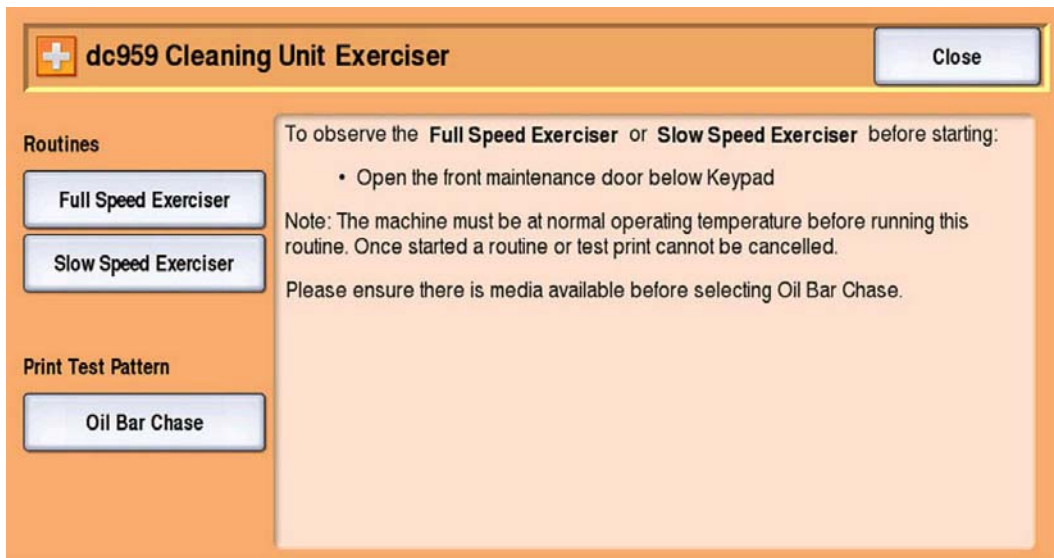 dc959 Cleaning Unit Exerciser
Close
Routines
Full Speed Exerciser
Slow Speed Exerciser
Print Test Pattern
Oil Bar Chase
To observe the Full Speed Exerciser or Slow Speed Exerciser before starting:
• Open the front maintenance door below Keypad
Note: The machine must be at normal operating temperature before running this
routine. Once started a routine or test print cannot be cancelled.
Please ensure there is media available before selecting Oil Bar Chase.